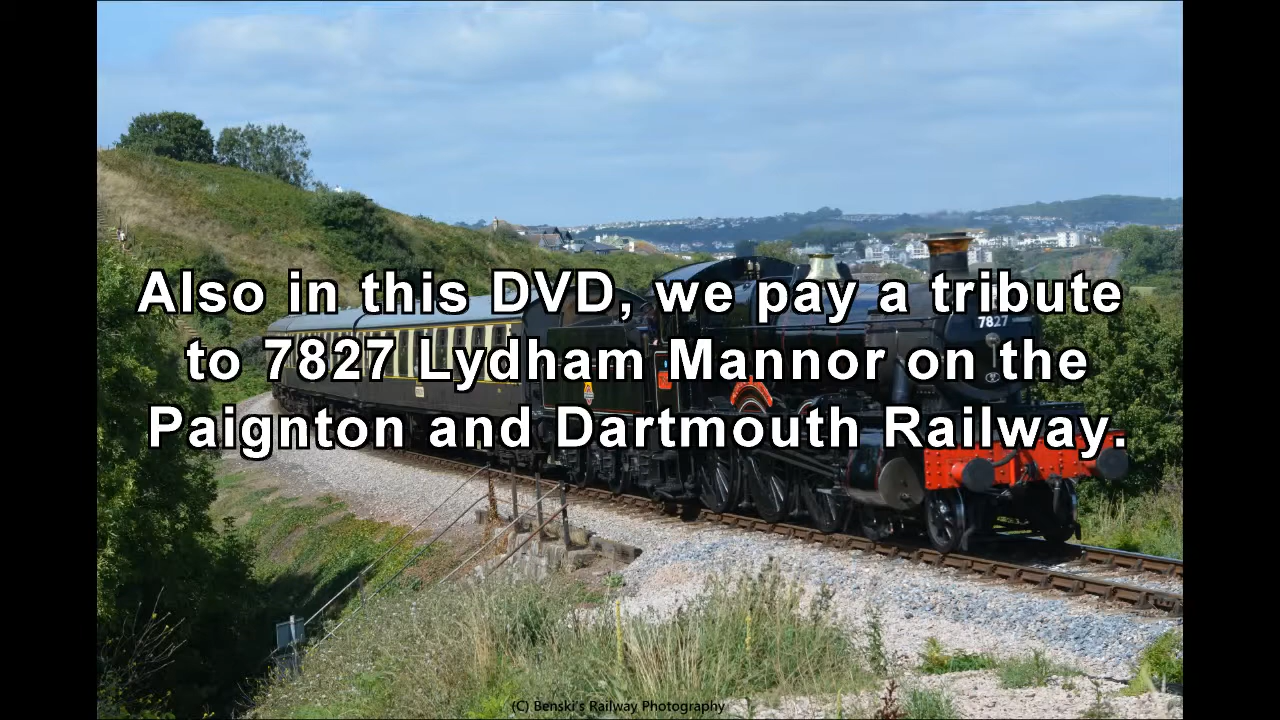 Also in this DVD, we pay a tribute
to 7827 Lydham Mannor on the
Paignton and Dartmouth Railway.
7827
(C) Benski's Railway Photography